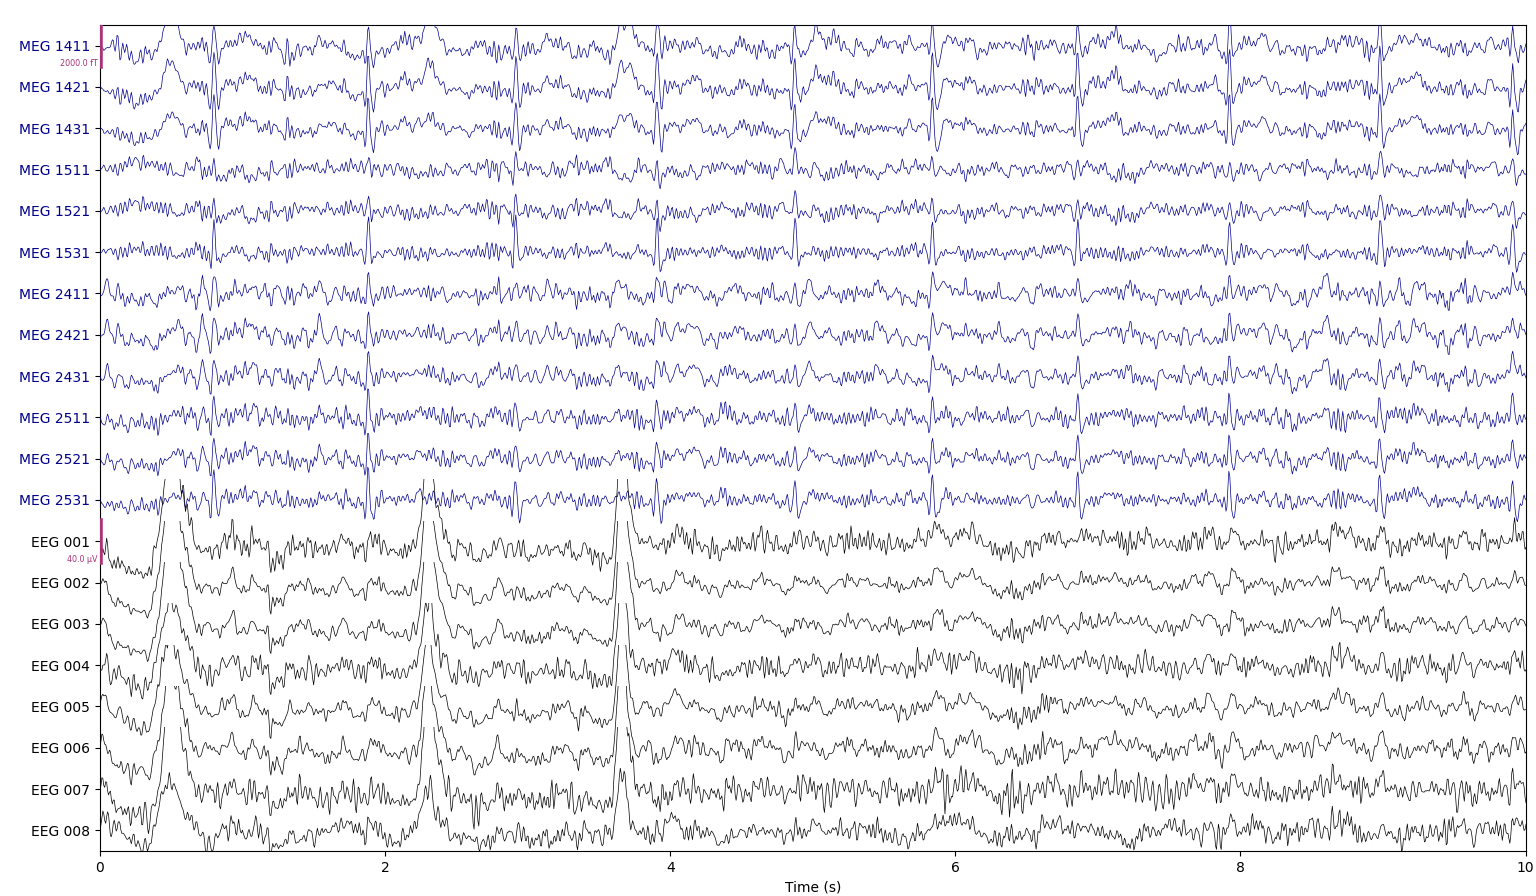 MEG 1411
2000.0 fT
MEG 1421
MEG 1431
MEG 1511
MEG 1521
MEG 1531
MEG 2411
MEG 2421
MEG 2431
MEG 2511
MEG 2521
MEG 2531
EEG 001
40.0 µV
EEG 002
EEG 003
EEG 004
EEG 005
EEG 006
EEG 007
EEG 008
0 2 4 6 8 10
Time (s)